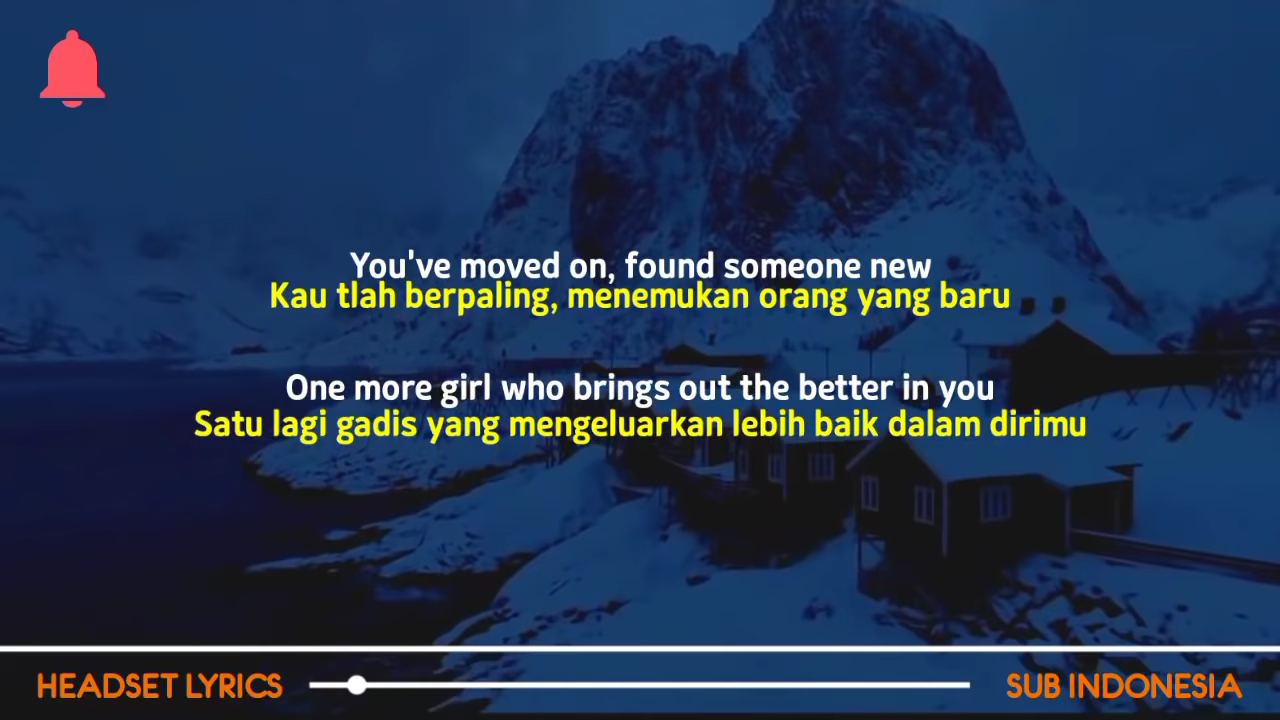 You've moved on, found someone new
Kau tlah berpaling, menemukan orang yang baru
One more girl who brings out the better in you
Satu lagi gadis yang mengeluarkan lebih baik dalam dirimu
HEADSET LYRICS
SUB INDONESIA